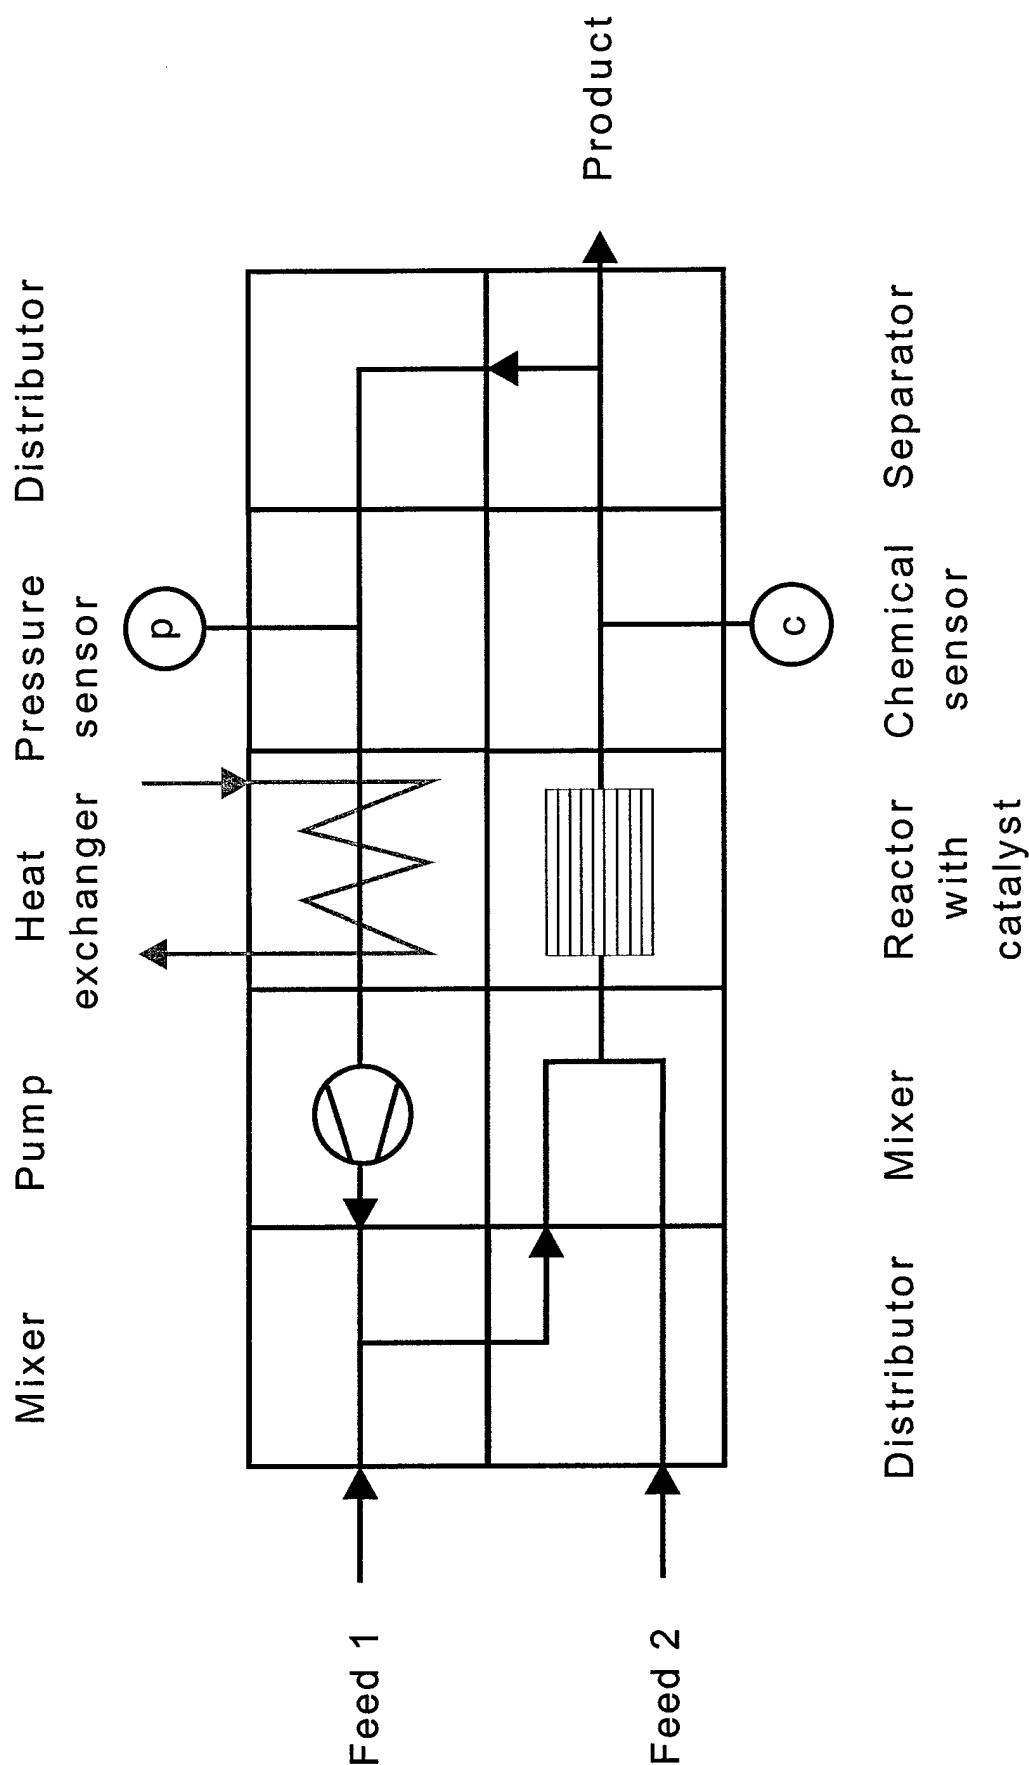 Mixer
Pump
Heat
exchanger
Pressure
sensor
Distributor
p
Feed 1
Feed 2
Product
c
Distributor
Mixer
Reactor
with
catalyst
Chemical
sensor
Separator